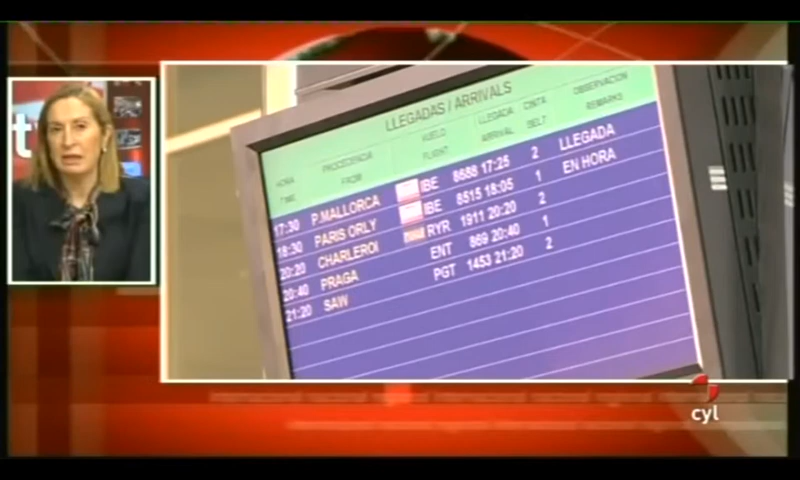 LLEGADAS / ARRIVALS
HORA PROCEDENCIA VUELO LLEGADA CINTA OBSERVACION
TIME FROM FLIGHT ARRIVAL BELT REMARKS
17:30 P.MALLORCA IBE 8688 17:25 2 LLEGADA
18:30 PARIS ORLY IBE 8515 18:05 1 EN HORA
20:20 CHARLEROI RYR 1911 20:20 2
20:40 PRAGA ENT 869 20:40 1
21:20 SAW PGT 1453 21:20 2
cyl